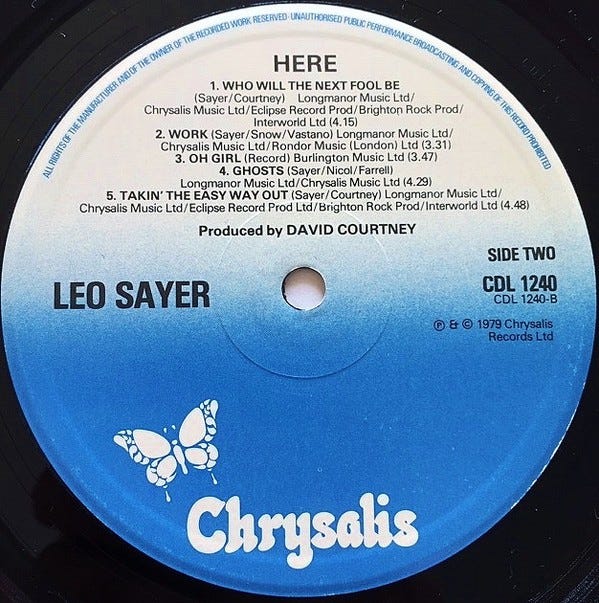 ALL RIGHTS OF THE MANUFACTURER AND OF THE OWNER OF THE RECORDED WORK RESERVED · UNAUTHORISED PUBLIC PERFORMANCE BROADCASTING AND COPYING OF THIS RECORD PROHIBITED
HERE
1. WHO WILL THE NEXT FOOL BE
(Sayer/Courtney) Longmanor Music Ltd/
Chrysalis Music Ltd/Eclipse Record Prod/Brighton Rock Prod/
Interworld Ltd (4.15)
2. WORK (Sayer/Snow/Vastano) Longmanor Music Ltd/
Chrysalis Music Ltd/Rondor Music (London) Ltd (3.31)
3. OH GIRL (Record) Burlington Music Ltd (3.47)
4. GHOSTS (Sayer/Nicol/Farrell)
Longmanor Music Ltd/Chrysalis Music Ltd (4.29)
5. TAKIN' THE EASY WAY OUT (Sayer/Courtney) Longmanor Music Ltd/
Chrysalis Music Ltd/Eclipse Record Prod Ltd/Brighton Rock Prod/Interworld Ltd (4.48)
Produced by DAVID COURTNEY
SIDE TWO
LEO SAYER
CDL 1240
CDL 1240-B
Ⓟ & © 1979 Chrysalis
Records Ltd
Chrysalis